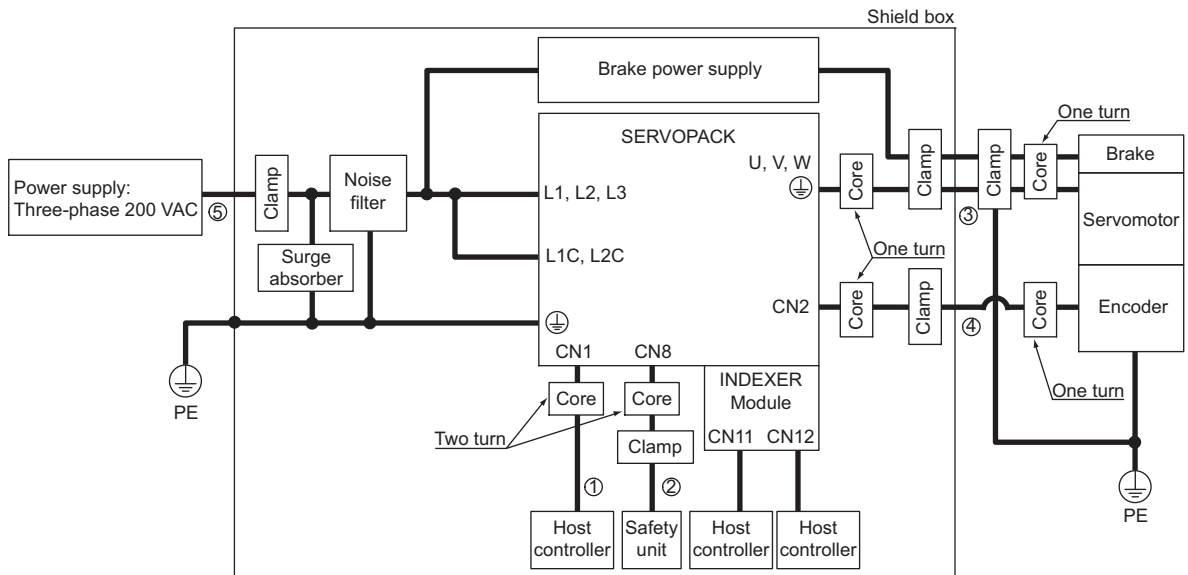 Shield box
Brake power supply
One turn
SERVOPACK
U, V, W
Clamp
Clamp
Core
Brake
Power supply:
Three-phase 200 VAC
⑤
Clamp
Noise
filter
L1, L2, L3
Core
③
Servomotor
Surge
absorber
L1C, L2C
One turn
CN2
Core
Clamp
④
Core
Encoder
PE
CN1
CN8
INDEXER
Module
One turn
Core
Core
Two turn
Clamp
CN11
CN12
①
②
PE
Host
controller
Safety
unit
Host
controller
Host
controller